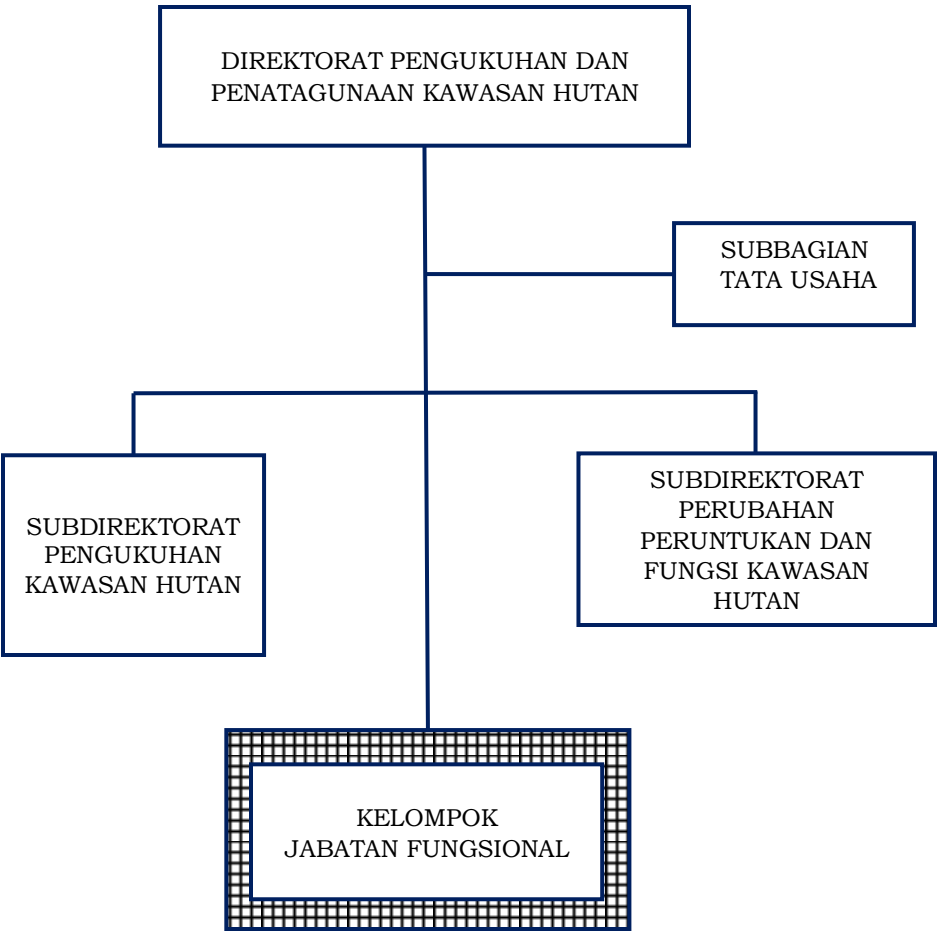 DIREKTORAT PENGUKUHAN DAN
PENATAGUNAAN KAWASAN HUTAN
SUBBAGIAN
TATA USAHA
SUBDIREKTORAT
PENGUKUHAN
KAWASAN HUTAN
SUBDIREKTORAT
PERUBAHAN
PERUNTUKAN DAN
FUNGSI KAWASAN
HUTAN
KELOMPOK
JABATAN FUNGSIONAL